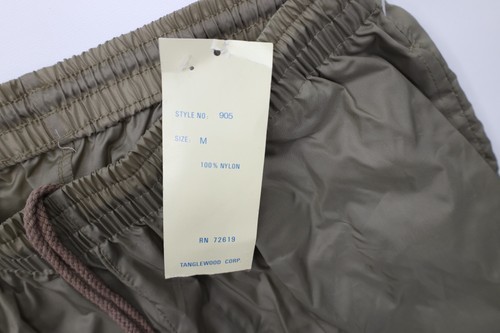 STYLE NO. 905
SIZE. M
100% NYLON
RN 72619
TANGLEWOOD CORP.